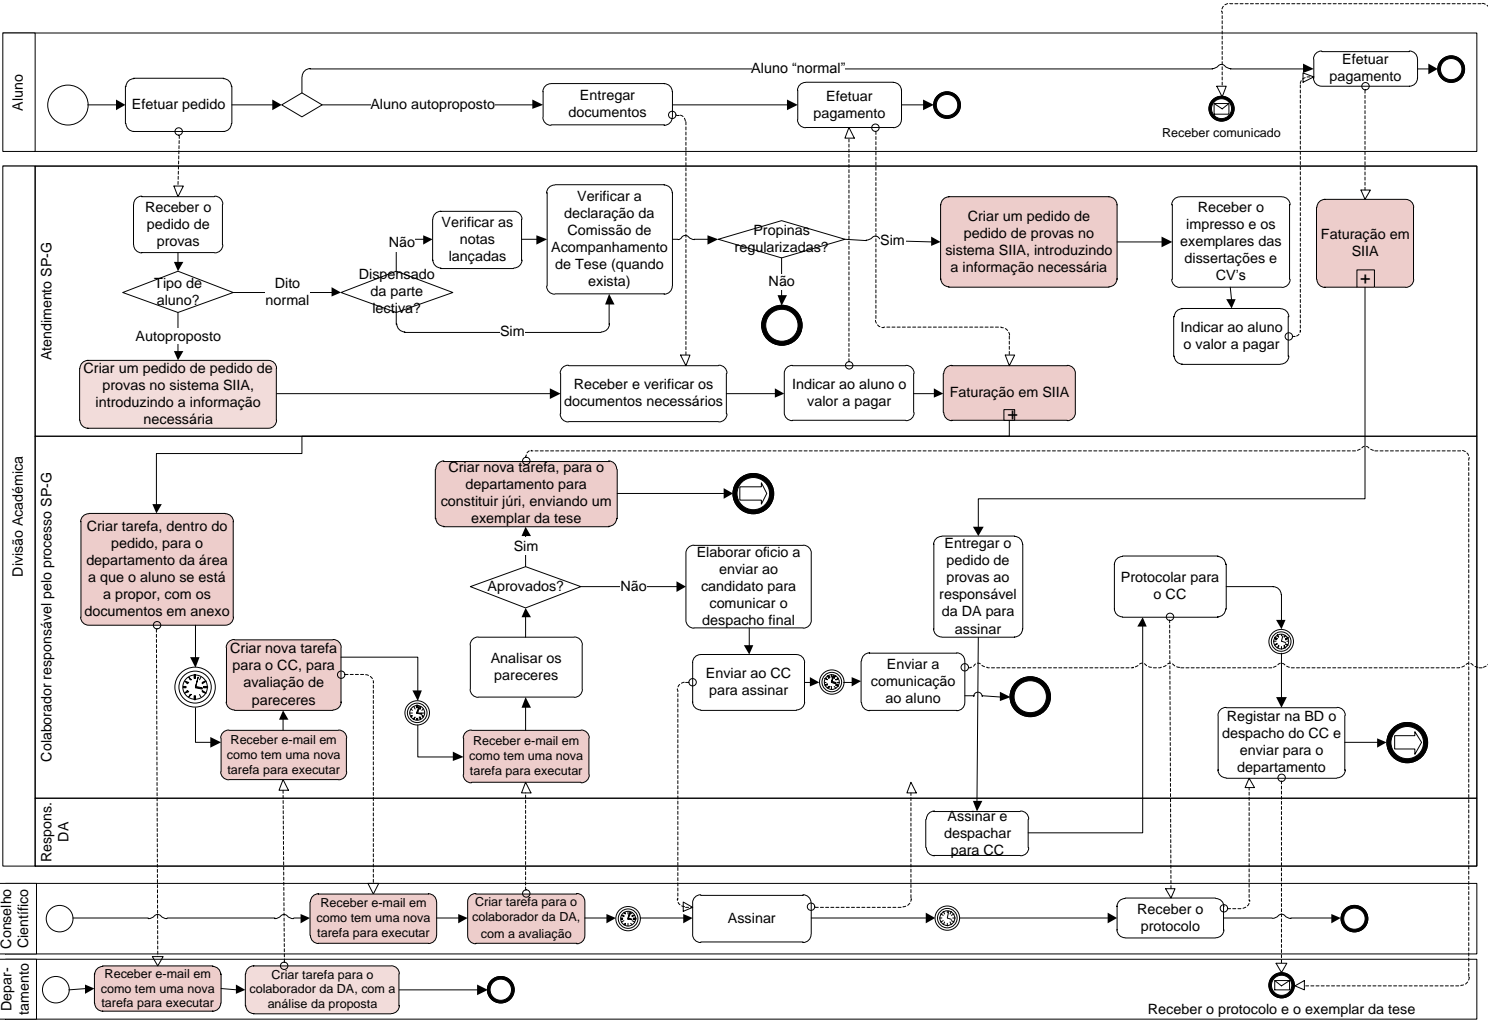 Aluno
Efetuar pedido
Aluno "normal"
Aluno autoproposto
Entregar
documentos
Efetuar
pagamento
Receber comunicado
Efetuar
pagamento
Divisão Académica
Atendimento SP-G
Receber o
pedido de
provas
Tipo de
aluno?
Dito
normal
Autoproposto
Dispensado
da parte
lectiva?
Não
Sim
Verificar as
notas
lançadas
Verificar a
declaração da
Comissão de
Acompanhamento
de Tese (quando
exista)
Propinas
regularizadas?
Sim
Não
Criar um pedido de
pedido de provas no
sistema SIIA, introduzindo
a informação necessária
Receber o
impresso e os
exemplares das
dissertações e
CV's
Faturação em
SIIA
Indicar ao aluno
o valor a pagar
Criar um pedido de pedido de
provas no sistema SIIA,
introduzindo a informação
necessária
Receber e verificar os
documentos necessários
Indicar ao aluno o
valor a pagar
Faturação em SIIA
Colaborador responsável pelo processo SP-G
Criar tarefa, dentro do
pedido, para o
departamento da área
a que o aluno se está
a propor, com os
documentos em anexo
Criar nova tarefa
para o CC, para
avaliação de
pareceres
Receber e-mail em
como tem uma nova
tarefa para executar
Criar nova tarefa, para o
departamento para
constituir júri, enviando um
exemplar da tese
Sim
Aprovados?
Não
Analisar os
pareceres
Receber e-mail em
como tem uma nova
tarefa para executar
Elaborar oficio a
enviar ao
candidato para
comunicar o
despacho final
Enviar ao CC
para assinar
Enviar a
comunicação
ao aluno
Entregar o
pedido de
provas ao
responsável
da DA para
assinar
Protocolar para
o CC
Registar na BD o
despacho do CC e
enviar para o
departamento
Respons.
DA
Assinar e
despachar
para CC
Conselho
Científico
Receber e-mail em
como tem uma nova
tarefa para executar
Criar tarefa para o
colaborador da DA,
com a avaliação
Assinar
Receber o
protocolo
Depar-
tamento
Receber e-mail em
como tem uma nova
tarefa para executar
Criar tarefa para o
colaborador da DA, com a
análise da proposta
Receber o protocolo e o exemplar da tese